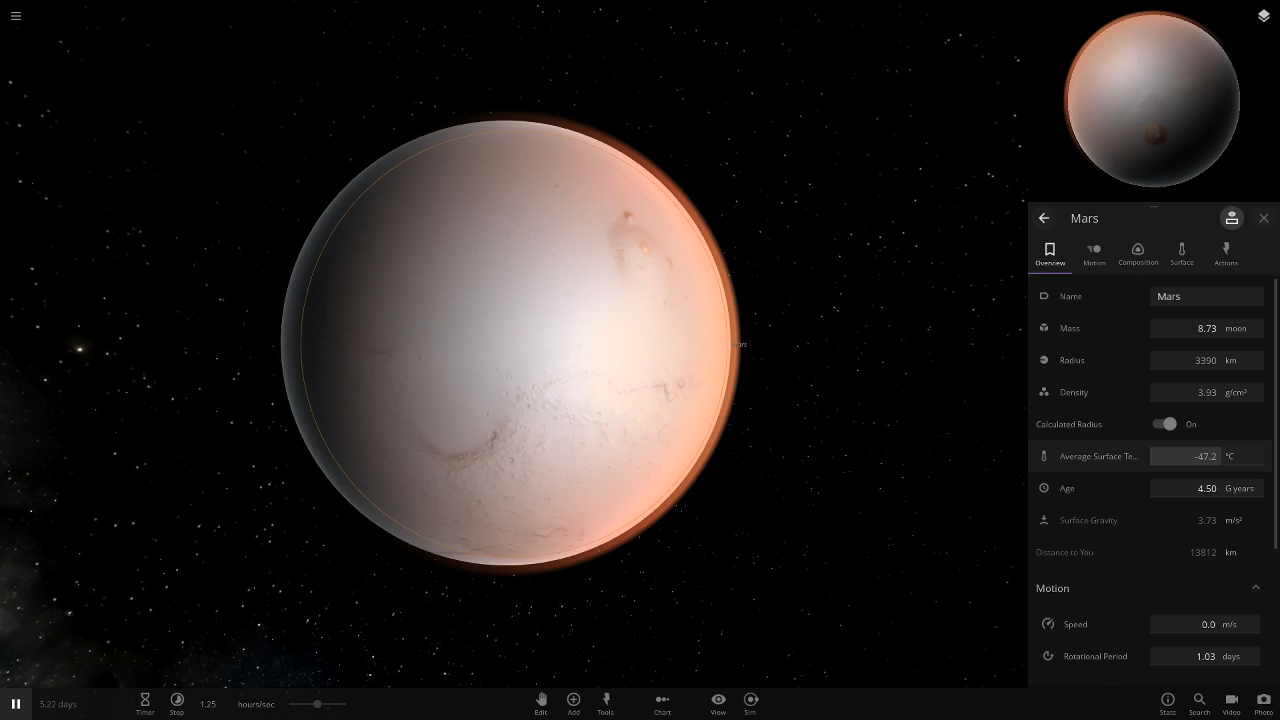 Mars
Overview
Motion
Composition
Surface
Actions
Name Mars
Mass 8.73 moon
Radius 3390 km
Density 3.93 g/cm³
Calculated Radius On
Average Surface Te... -47.2 °C
Age 4.50 G years
Surface Gravity 3.73 m/s²
Distance to You 13812 km
Motion
Speed 0.0 m/s
Rotational Period 1.03 days
5.22 days
Timer
Step
1.25 hours/sec
Edit
Add
Tools
Chart
View
Sim
Stats
Search
Video
Photo